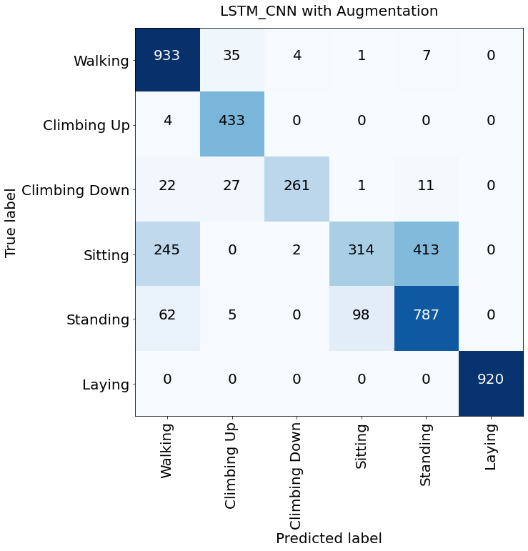 LSTM_CNN with Augmentation
True label
Walking 933 35 4 1 7 0
Climbing Up 4 433 0 0 0 0
Climbing Down 22 27 261 1 11 0
Sitting 245 0 2 314 413 0
Standing 62 5 0 98 787 0
Laying 0 0 0 0 0 920
Walking
Climbing Up
Climbing Down
Sitting
Standing
Laying
Predicted label